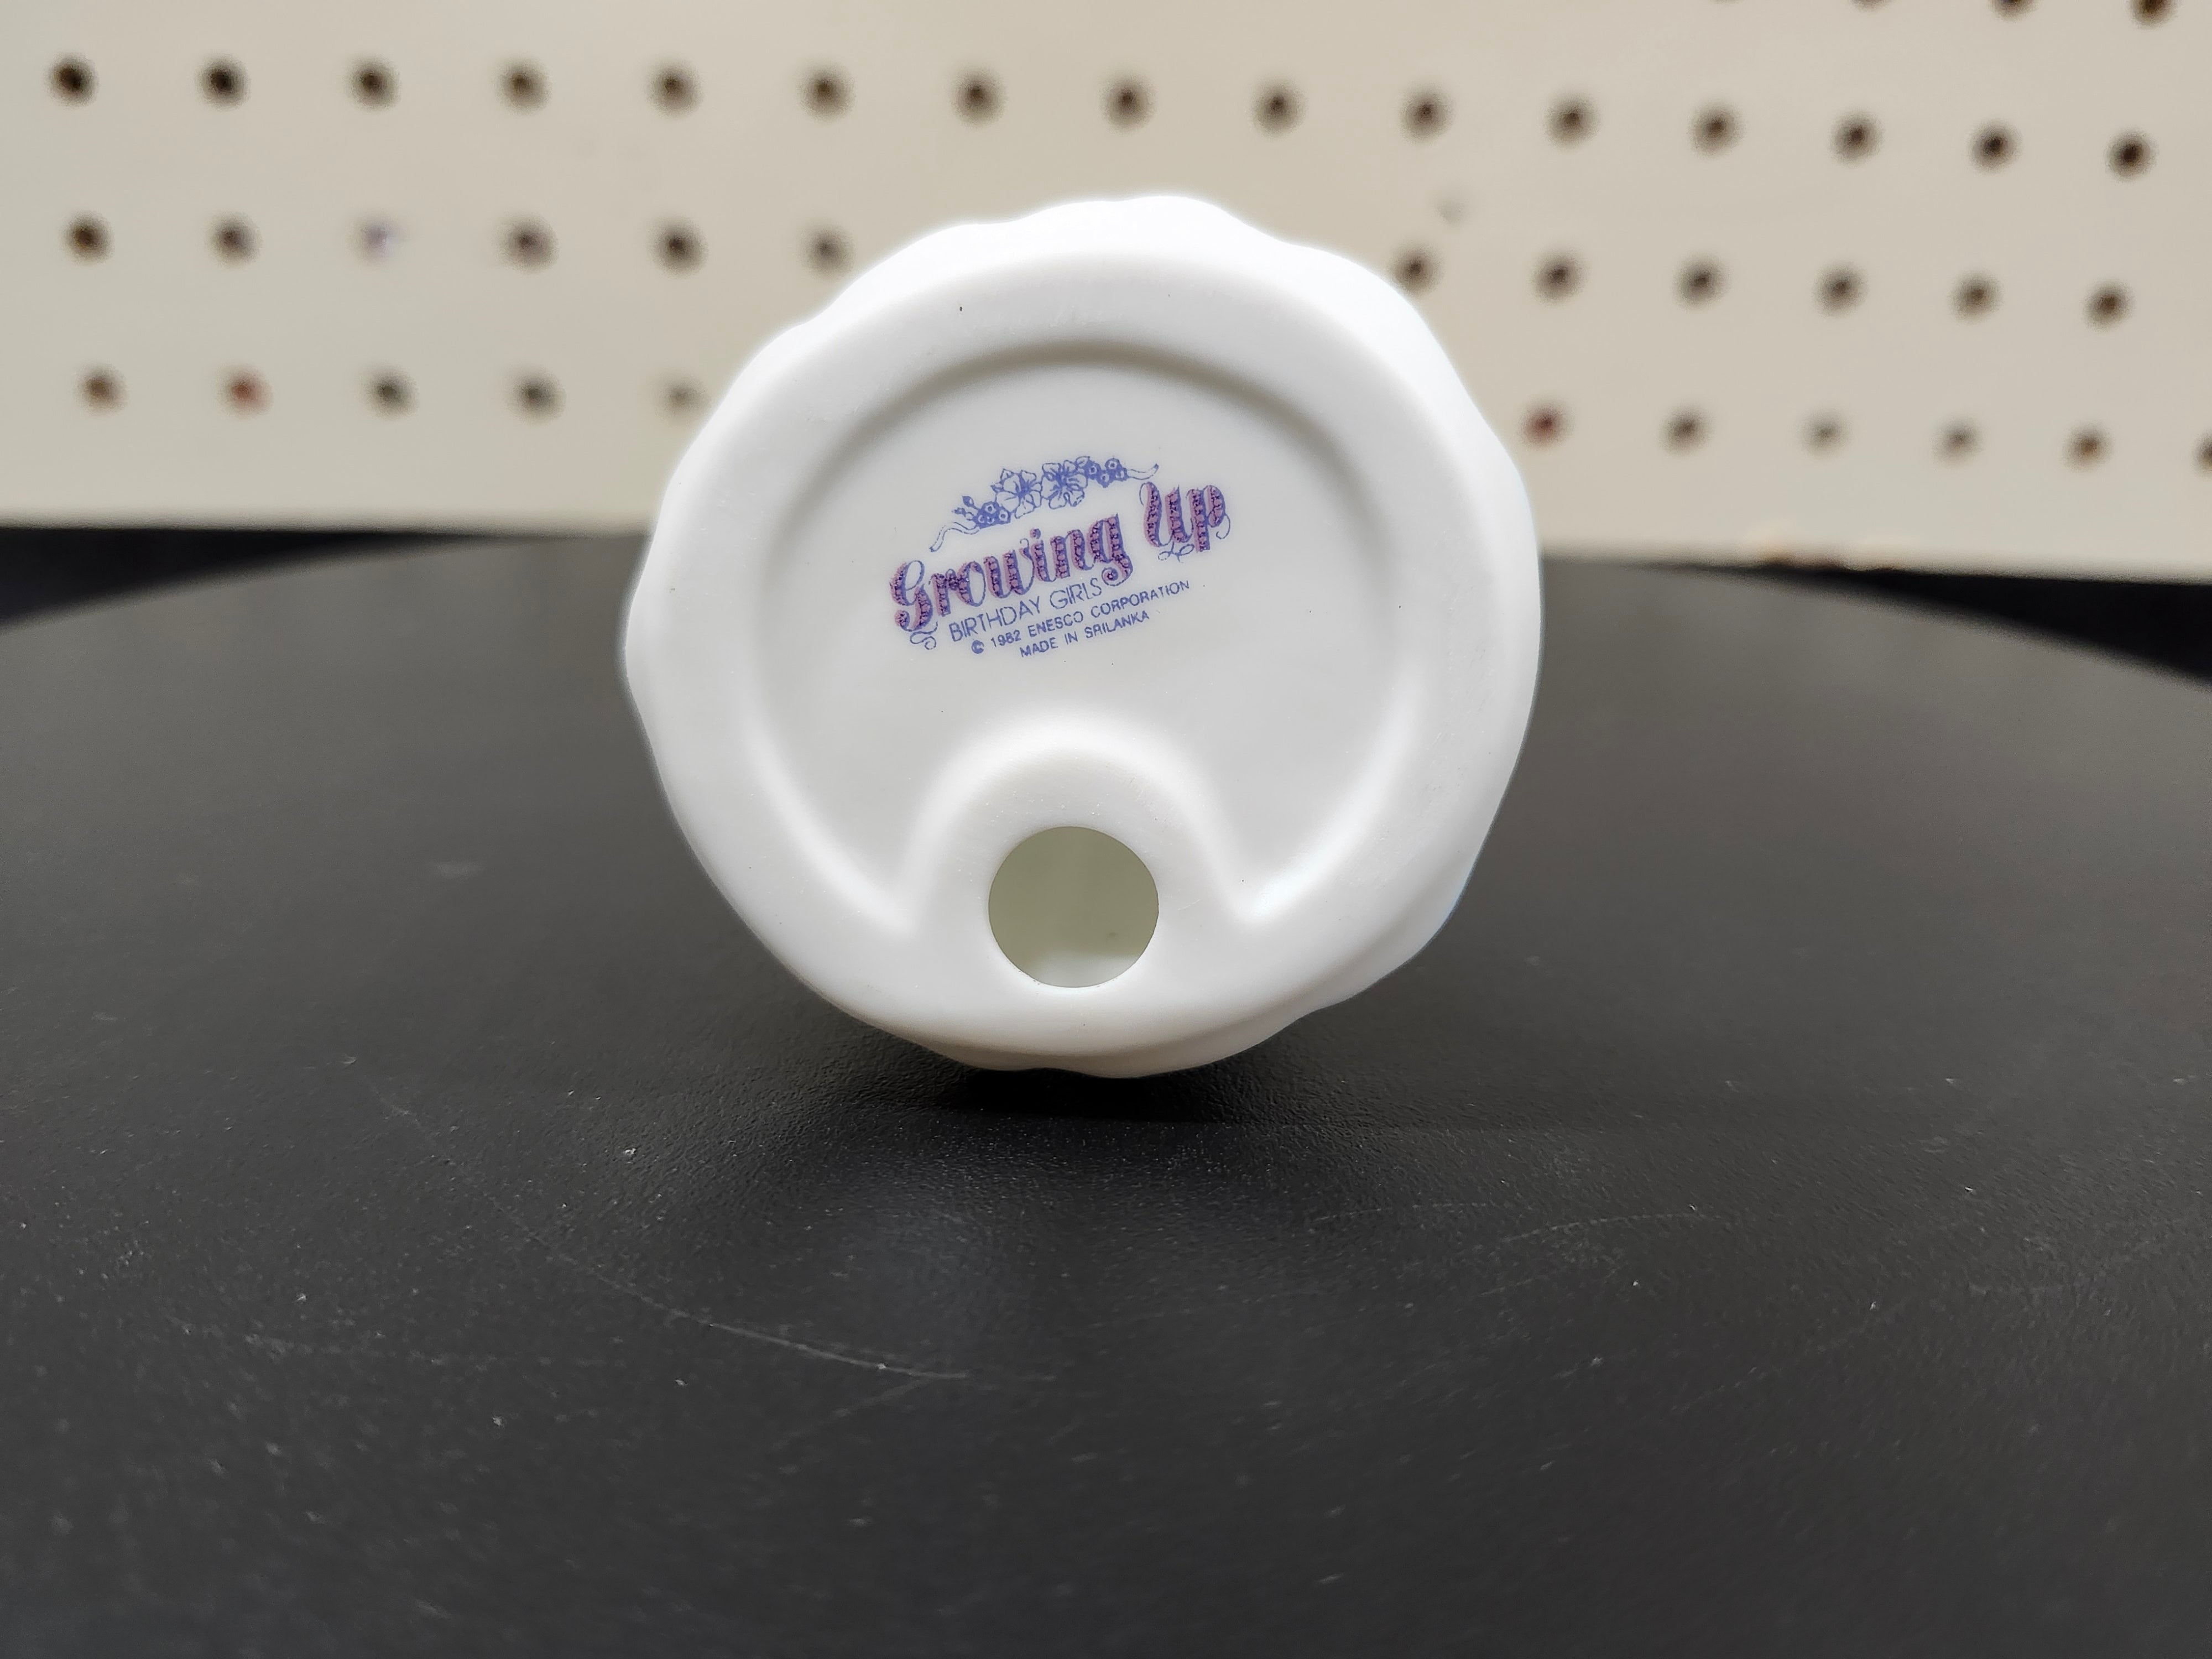 Growing Up
BIRTHDAY GIRLS
© 1982 ENESCO CORPORATION
MADE IN SRILANKA